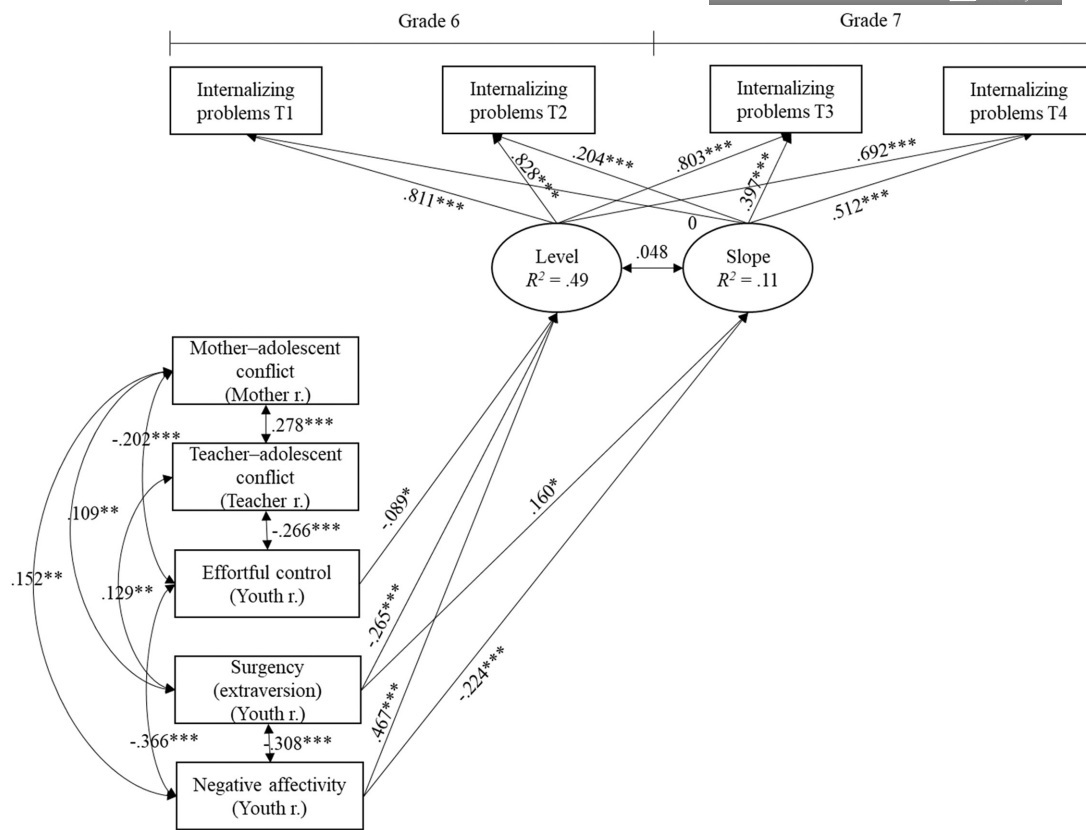 Grade 6
Grade 7
Internalizing
problems T1
Internalizing
problems T2
Internalizing
problems T3
Internalizing
problems T4
.811***
.828***
.204***
.803***
.397***
.692***
.512***
0
Level
R² = .49
.048
Slope
R² = .11
Mother–adolescent
conflict
(Mother r.)
-.202***
.278***
Teacher–adolescent
conflict
(Teacher r.)
.109**
-.266***
-.089*
.160*
.152**
.129**
Effortful control
(Youth r.)
-.265***
-.224***
Surgency
(extraversion)
(Youth r.)
.467***
-.366***
-.308***
Negative affectivity
(Youth r.)